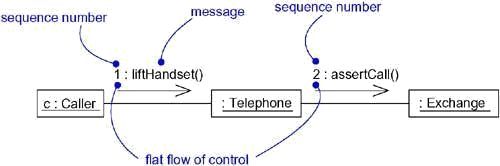 message
sequence number
sequence number
1 : liftHandset()
2 : assertCall()
c : Caller
: Telephone
: Exchange
flat flow of control